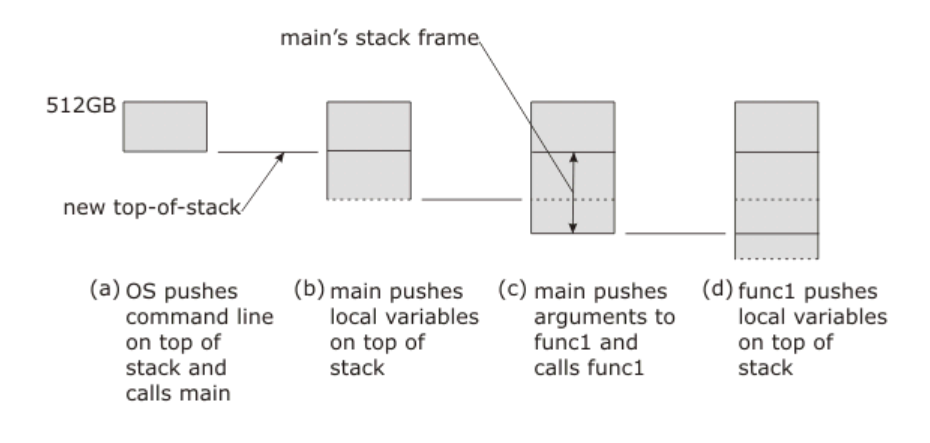 main's stack frame
512GB
new top-of-stack
(a) OS pushes
command line
on top of
stack and
calls main
(b) main pushes
local variables
on top of
stack
(c) main pushes
arguments to
func1 and
calls func1
(d) func1 pushes
local variables
on top of
stack